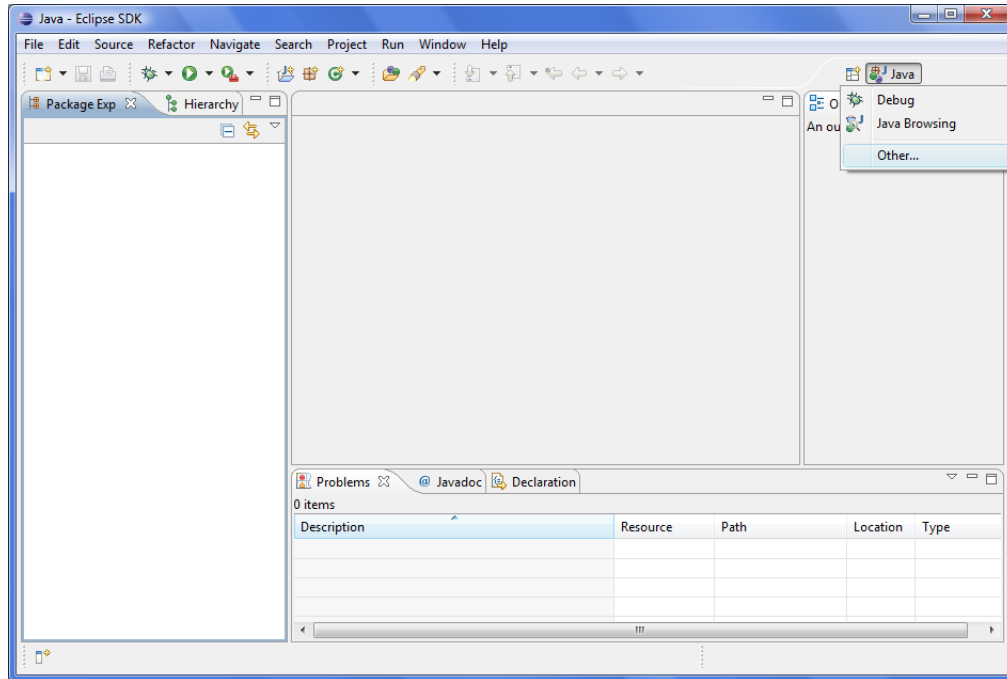 Java - Eclipse SDK
File Edit Source Refactor Navigate Search Project Run Window Help
Java
Package Exp Hierarchy
Debug
Java Browsing
Other...
An ou
Problems @ Javadoc Declaration
0 items
Description Resource Path Location Type